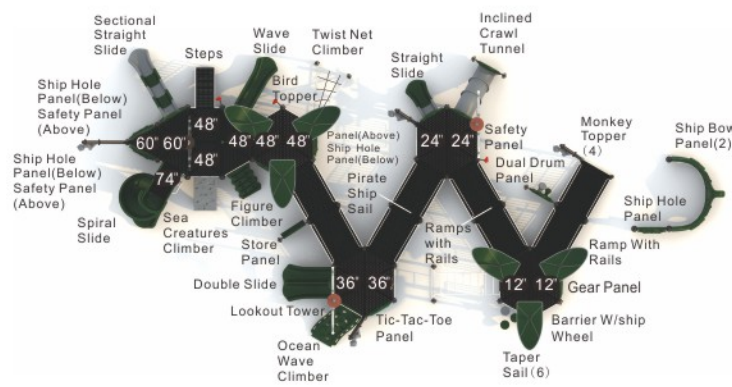 Sectional
Straight
Slide
Steps
Wave
Slide
Twist Net
Climber
Inclined
Crawl
Tunnel
Straight
Slide
Bird
Topper
Ship Hole
Panel(Below)
Safety Panel
(Above)
Monkey
Topper
(4)
Ship Bow
Panel(2)
60" 60"
48"
48"
48" 48" 48"
Panel(Above)
Ship Hole
Panel(Below)
24" 24"
Safety
Panel
Dual Drum
Panel
Ship Hole
Panel(Below)
Safety Panel
(Above)
74"
Pirate
Ship
Sail
Ship Hole
Panel
Spiral
Slide
Sea
Creatures
Climber
Figure
Climber
Store
Panel
Ramps
with
Rails
Ramp With
Rails
Double Slide
36" 36"
12" 12"
Gear Panel
Lookout Tower
Tic-Tac-Toe
Panel
Barrier W/ship
Wheel
Ocean
Wave
Climber
Taper
Sail(6)